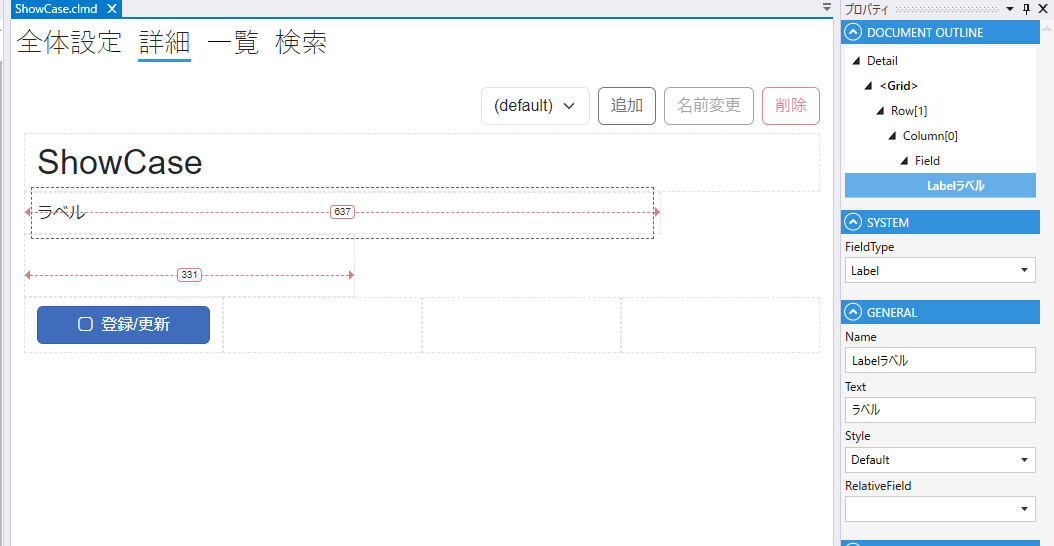 ShowCase.clmd X
全体設定 詳細 一覧 検索
(default) 追加 名前変更 削除
ShowCase
ラベル 637
331
登録/更新
プロパティ
DOCUMENT OUTLINE
Detail
<Grid>
Row[1]
Column[0]
Field
Labelラベル
SYSTEM
FieldType
Label
GENERAL
Name
Labelラベル
Text
ラベル
Style
Default
RelativeField